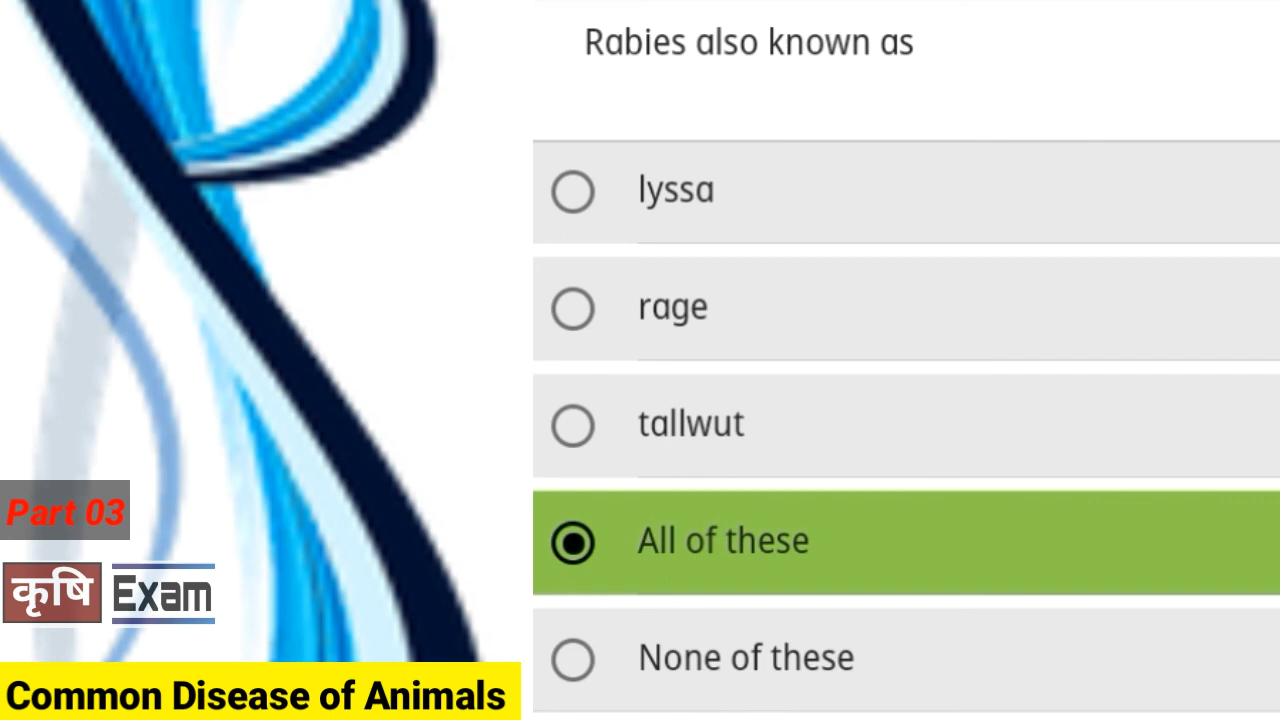 Rabies also known as
lyssa
rage
tallwut
All of these
None of these
Part 03
कृषि Exam
Common Disease of Animals